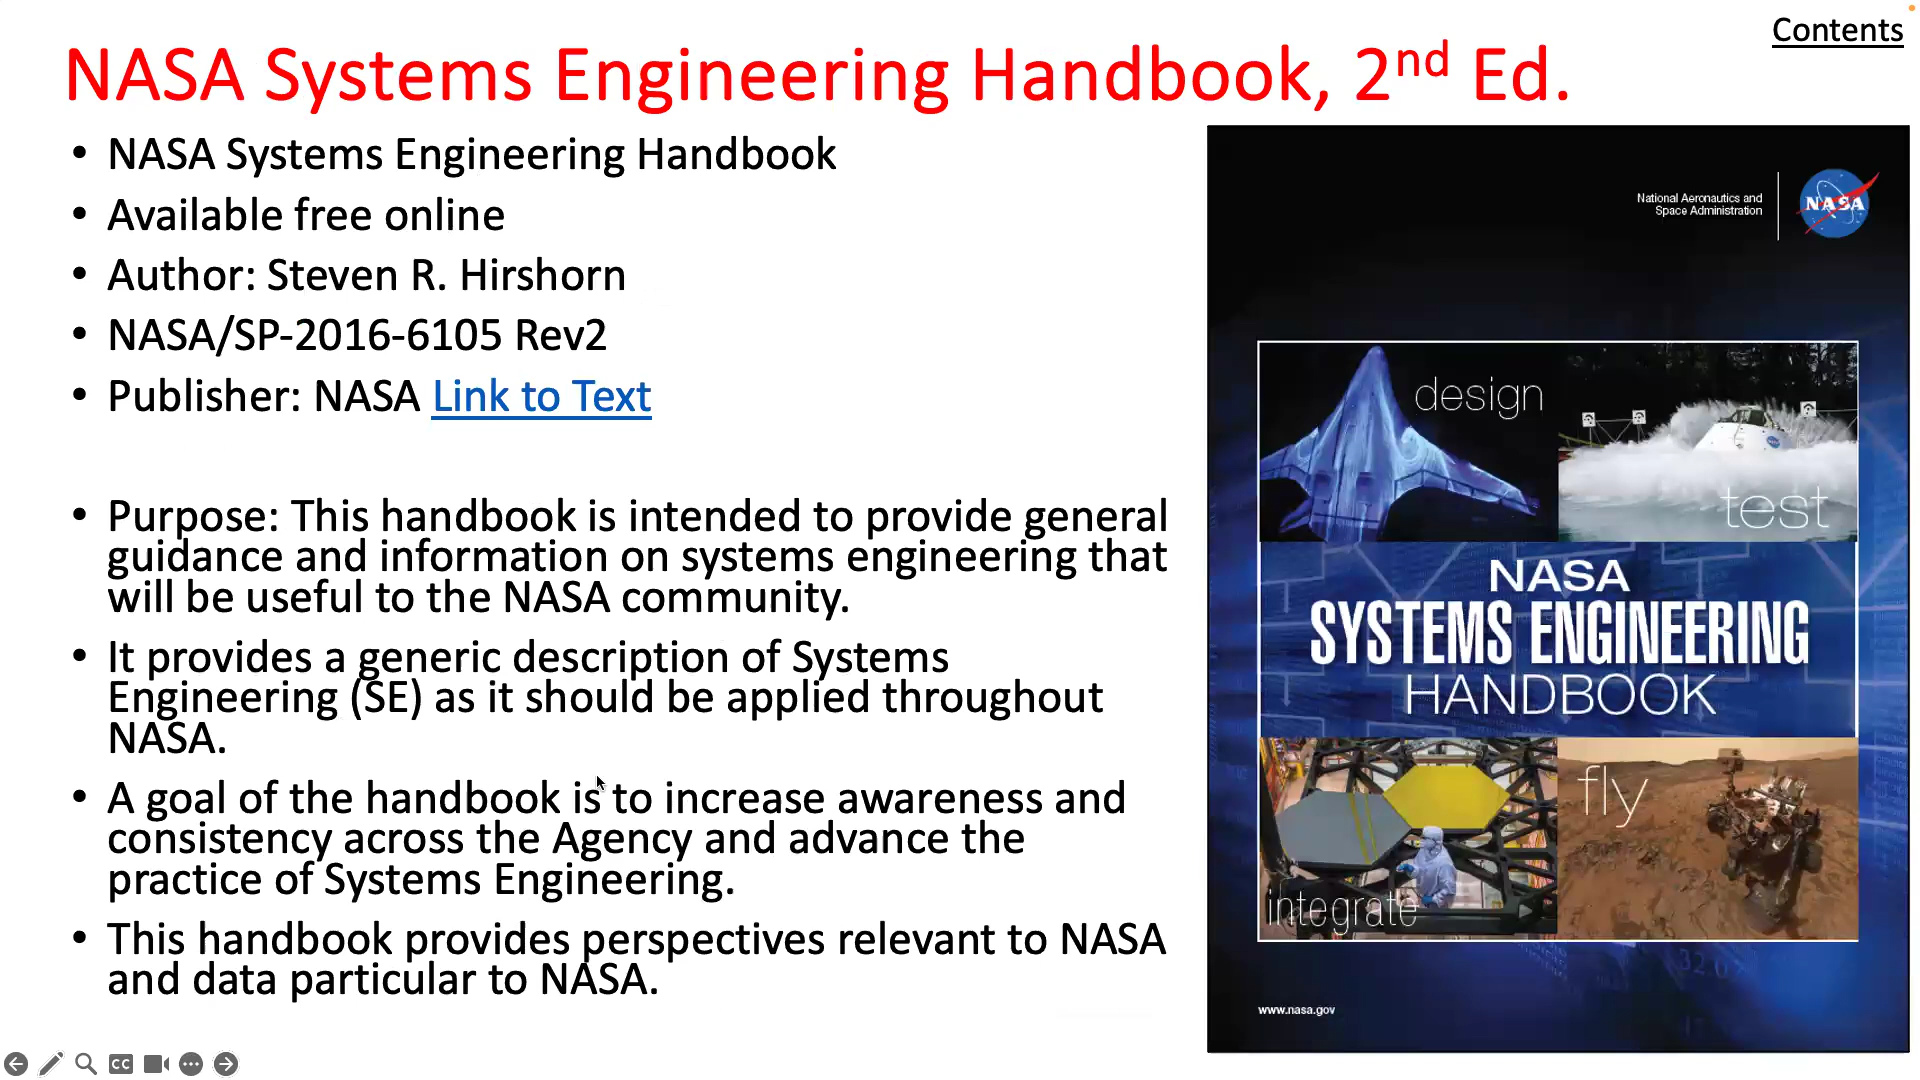 Contents
NASA Systems Engineering Handbook, 2nd Ed.
• NASA Systems Engineering Handbook
• Available free online
• Author: Steven R. Hirshorn
• NASA/SP-2016-6105 Rev2
• Publisher: NASA Link to Text
• Purpose: This handbook is intended to provide general
guidance and information on systems engineering that
will be useful to the NASA community.
• It provides a generic description of Systems
Engineering (SE) as it should be applied throughout
NASA.
• A goal of the handbook is to increase awareness and
consistency across the Agency and advance the
practice of Systems Engineering.
• This handbook provides perspectives relevant to NASA
and data particular to NASA.
National Aeronautics and
Space Administration
NASA
design
test
NASA
SYSTEMS ENGINEERING
HANDBOOK
integrate
fly
www.nasa.gov
CC